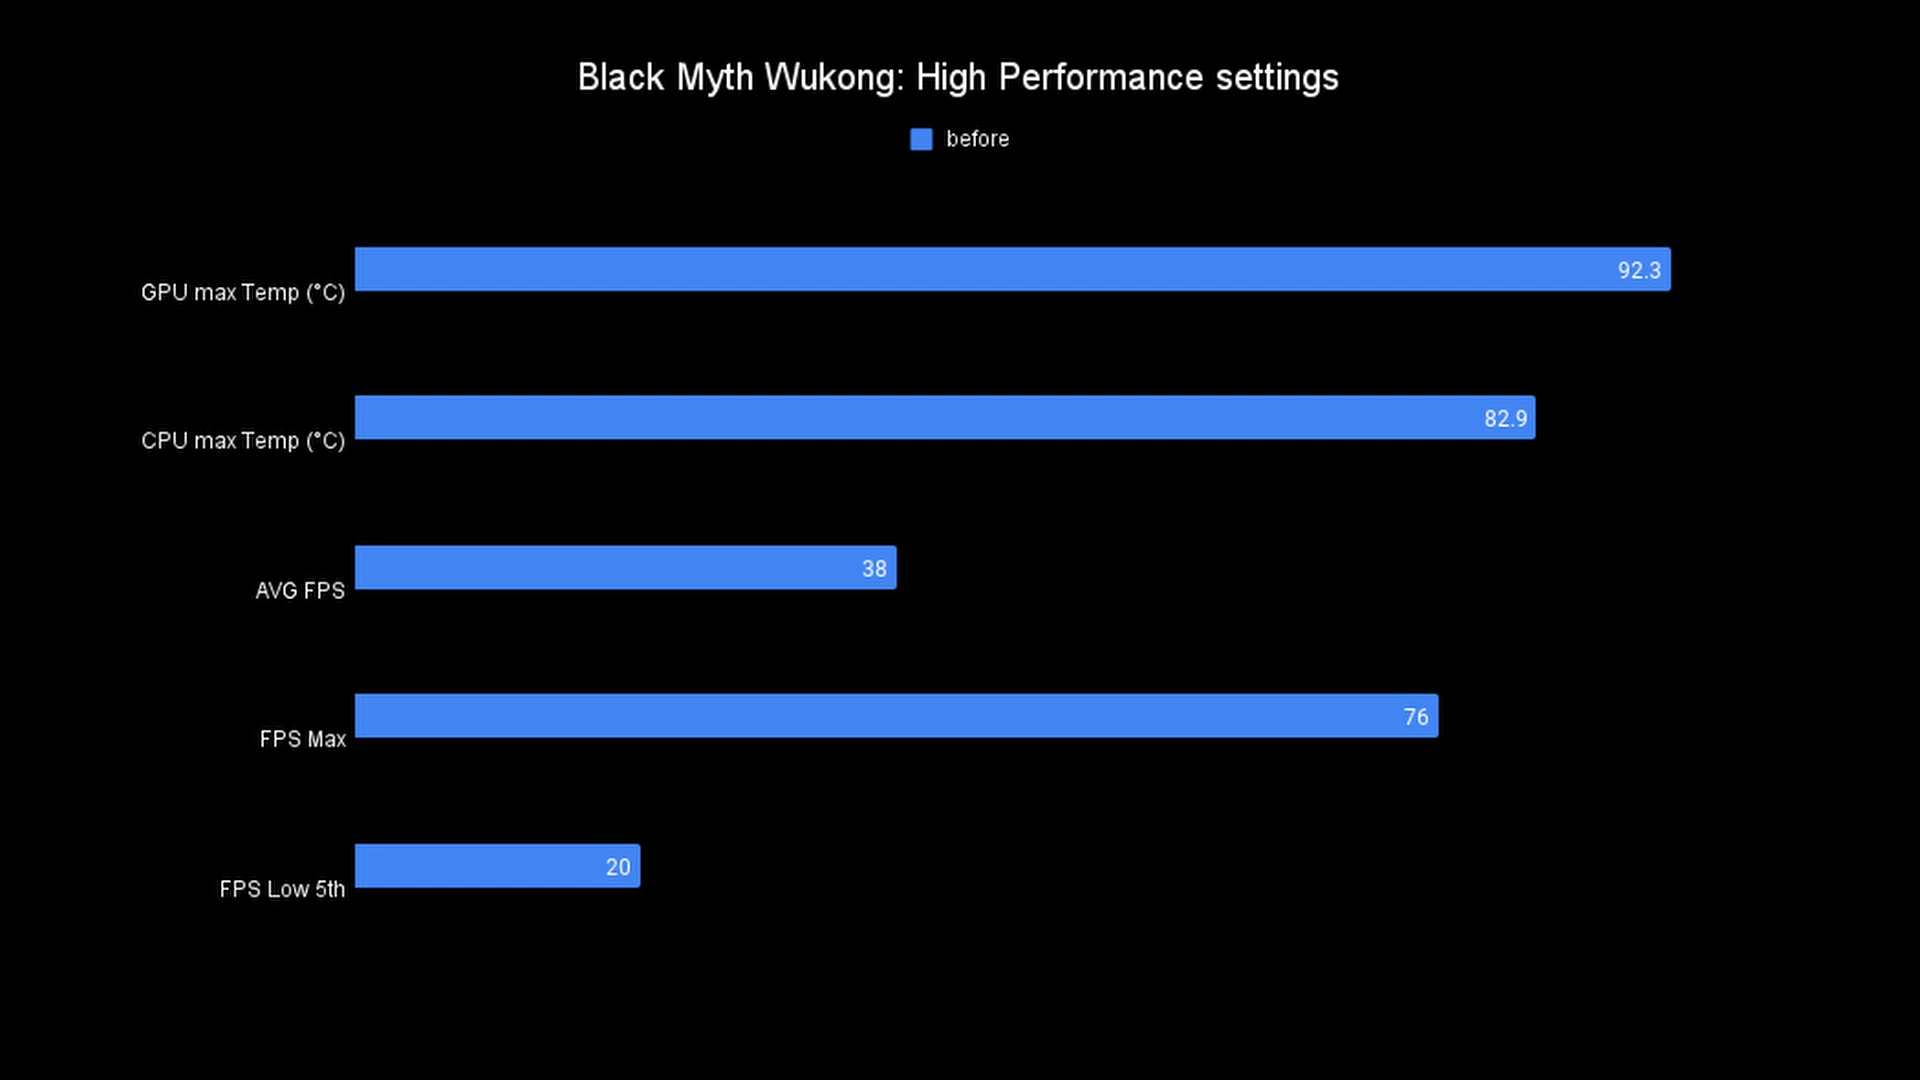 Black Myth Wukong: High Performance settings
before
GPU max Temp (°C)
92.3
CPU max Temp (°C)
82.9
AVG FPS
38
FPS Max
76
FPS Low 5th
20